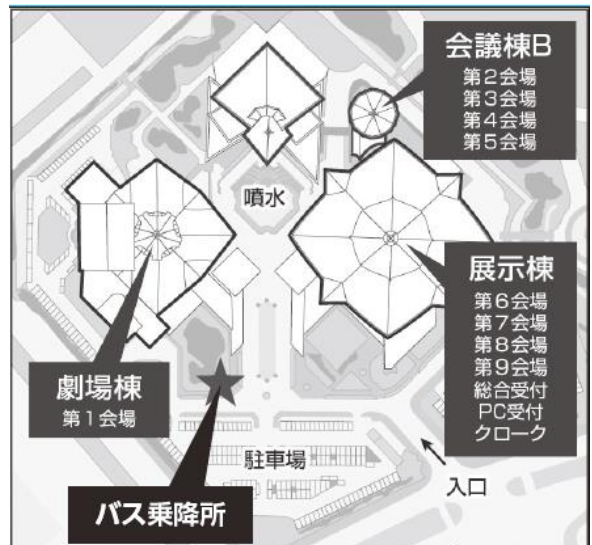 会議棟B
第2会場
第3会場
第4会場
第5会場
噴水
展示棟
第6会場
第7会場
第8会場
第9会場
総合受付
PC受付
クローク
劇場棟
第1会場
駐車場
入口
バス乗降所